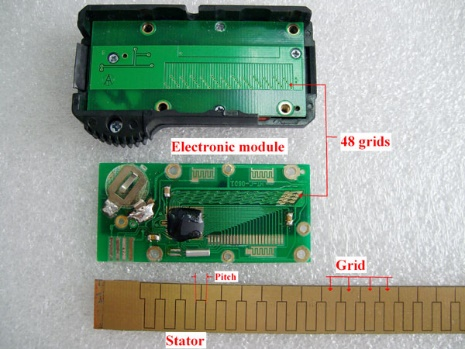 A
Electronic module
48 grids
Pitch
Grid
Stator